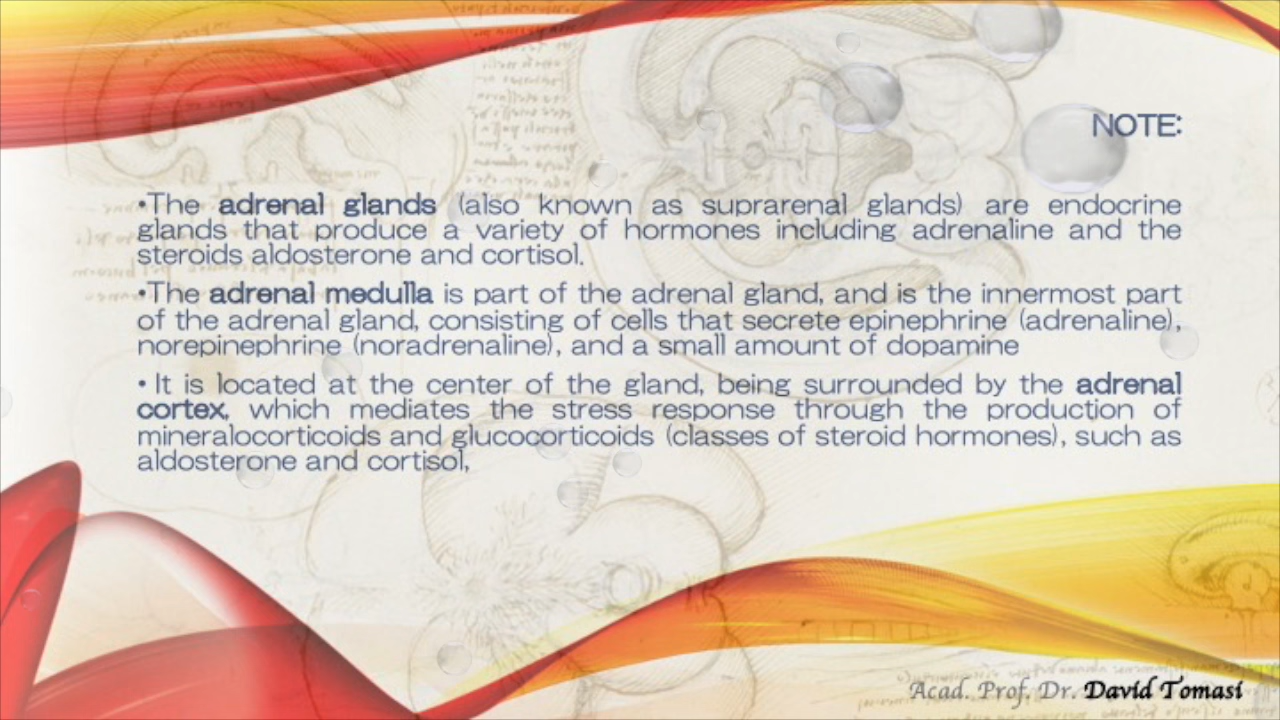 NOTE:
•The adrenal glands (also known as suprarenal glands) are endocrine
glands that produce a variety of hormones including adrenaline and the
steroids aldosterone and cortisol.
•The adrenal medulla is part of the adrenal gland, and is the innermost part
of the adrenal gland, consisting of cells that secrete epinephrine (adrenaline),
norepinephrine (noradrenaline), and a small amount of dopamine
• It is located at the center of the gland, being surrounded by the adrenal
cortex, which mediates the stress response through the production of
mineralocorticoids and glucocorticoids (classes of steroid hormones), such as
aldosterone and cortisol,
Acad. Prof. Dr. David Tomasi